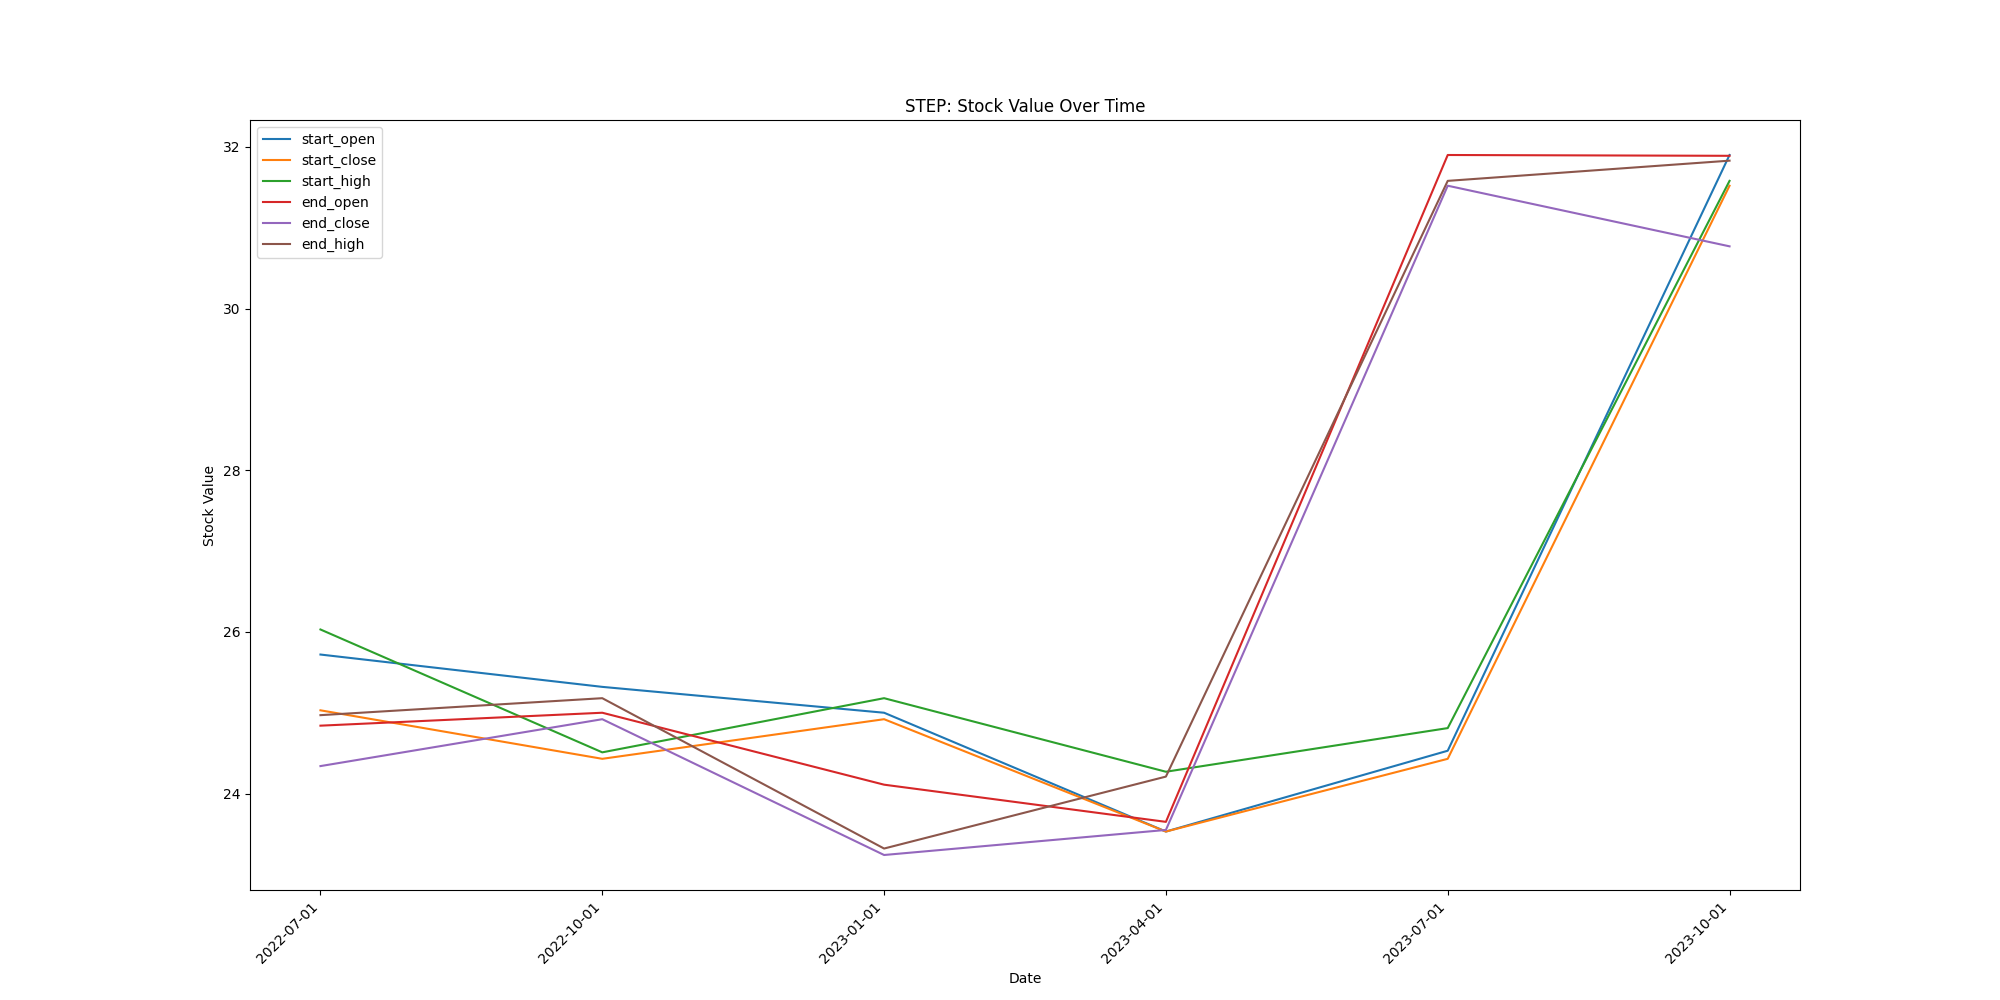 STEP: Stock Value Over Time
start_open
start_close
start_high
end_open
end_close
end_high
32
30
28
26
24
Stock Value
2022-07-01
2022-10-01
2023-01-01
2023-04-01
2023-07-01
2023-10-01
Date